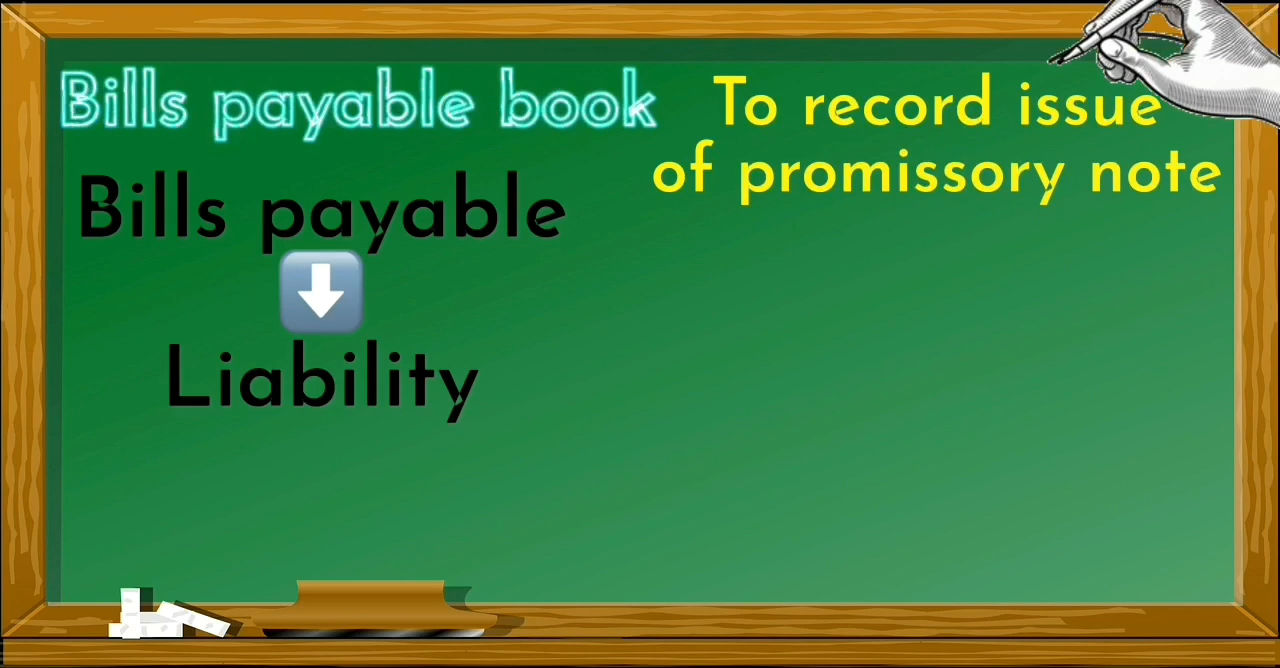 Bills payable book
To record issue
of promissory note
Bills payable
Liability